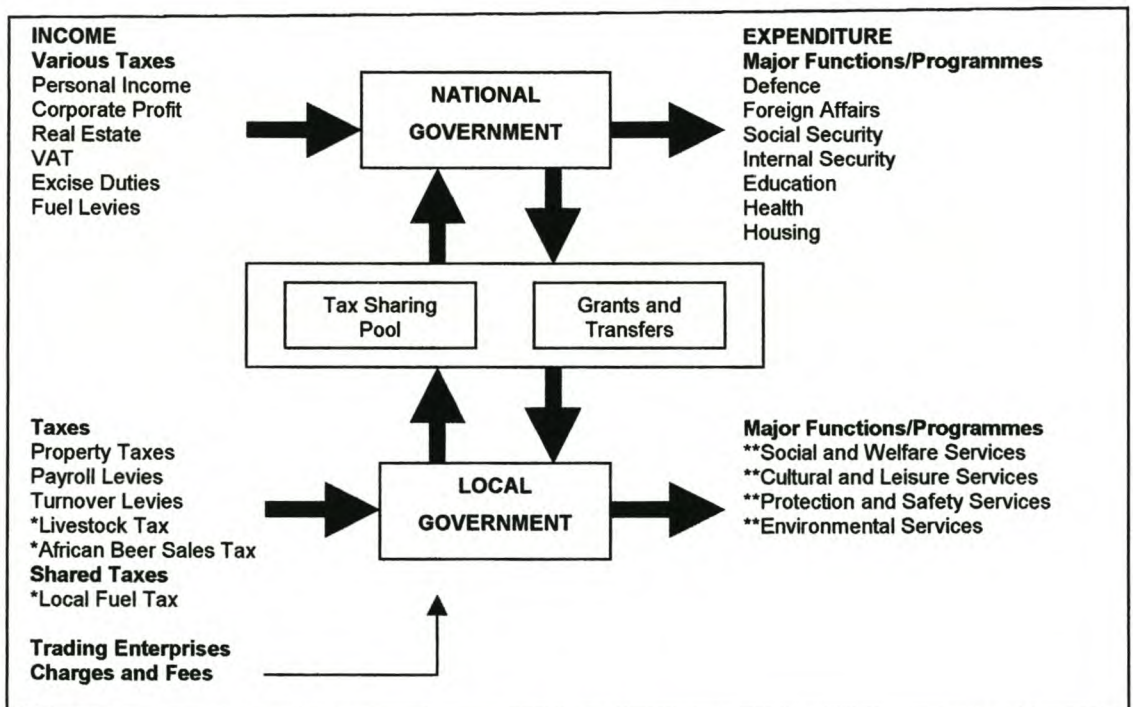 INCOME
Various Taxes
Personal Income
Corporate Profit
Real Estate
VAT
Excise Duties
Fuel Levies
NATIONAL
GOVERNMENT
EXPENDITURE
Major Functions/Programmes
Defence
Foreign Affairs
Social Security
Internal Security
Education
Health
Housing
Tax Sharing
Pool
Grants and
Transfers
Taxes
Property Taxes
Payroll Levies
Turnover Levies
*Livestock Tax
*African Beer Sales Tax
Shared Taxes
*Local Fuel Tax
Trading Enterprises
Charges and Fees
LOCAL
GOVERNMENT
Major Functions/Programmes
**Social and Welfare Services
**Cultural and Leisure Services
**Protection and Safety Services
**Environmental Services